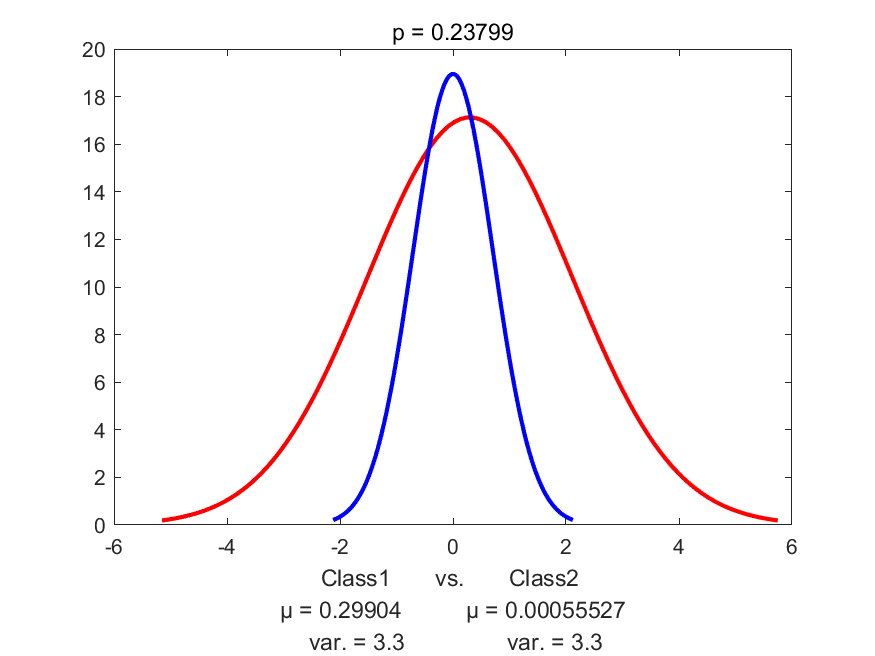 p = 0.23799
20
18
16
14
12
10
8
6
4
2
0
-6 -4 -2 0 2 4 6
Class1 vs. Class2
μ = 0.29904 μ = 0.00055527
var. = 3.3 var. = 3.3